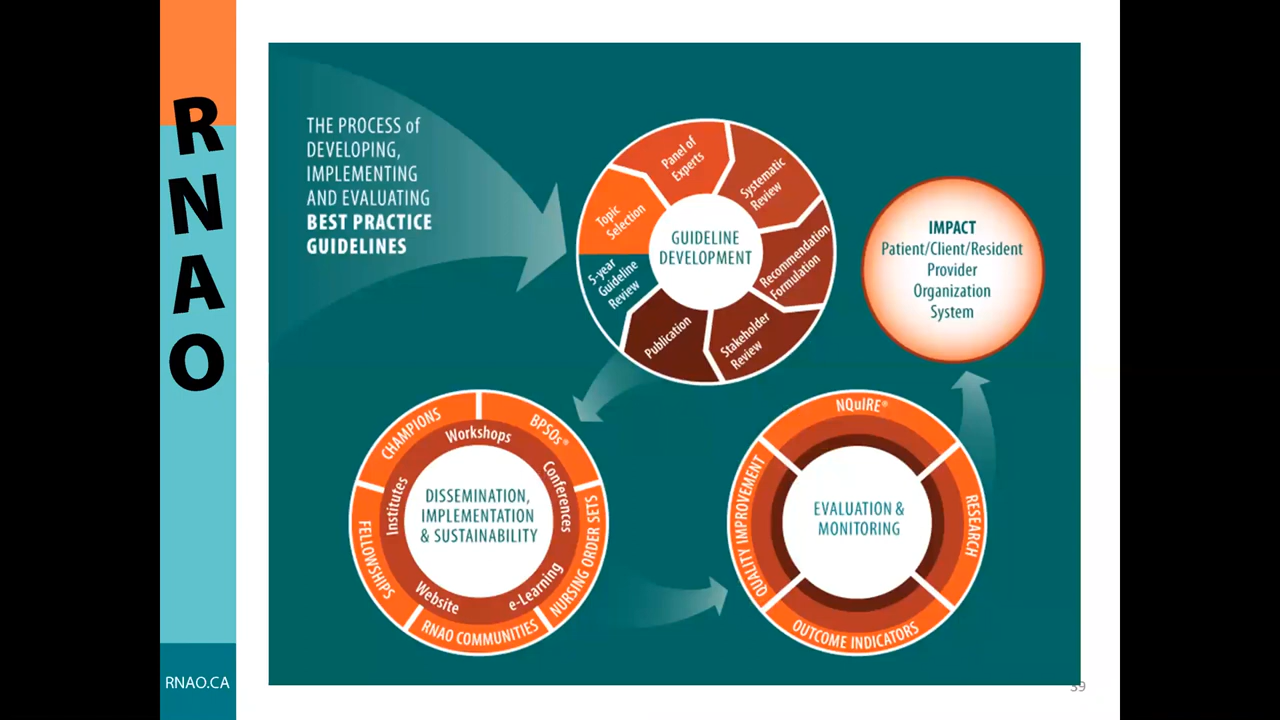 RNAO
THE PROCESS of
DEVELOPING,
IMPLEMENTING
AND EVALUATING
BEST PRACTICE
GUIDELINES
GUIDELINE
DEVELOPMENT
Topic
Selection
Panel of
Experts
Systematic
Review
Recommendation
Formulation
Stakeholder
Review
Publication
5-year
Guideline
Review
IMPACT
Patient/Client/Resident
Provider
Organization
System
DISSEMINATION,
IMPLEMENTATION
& SUSTAINABILITY
CHAMPIONS
BPSOs®
NURSING ORDER SETS
RNAO COMMUNITIES
FELLOWSHIPS
Workshops
Conferences
e-Learning
Website
Institutes
EVALUATION &
MONITORING
NQuIRE®
RESEARCH
OUTCOME INDICATORS
QUALITY IMPROVEMENT
RNAO.CA
39